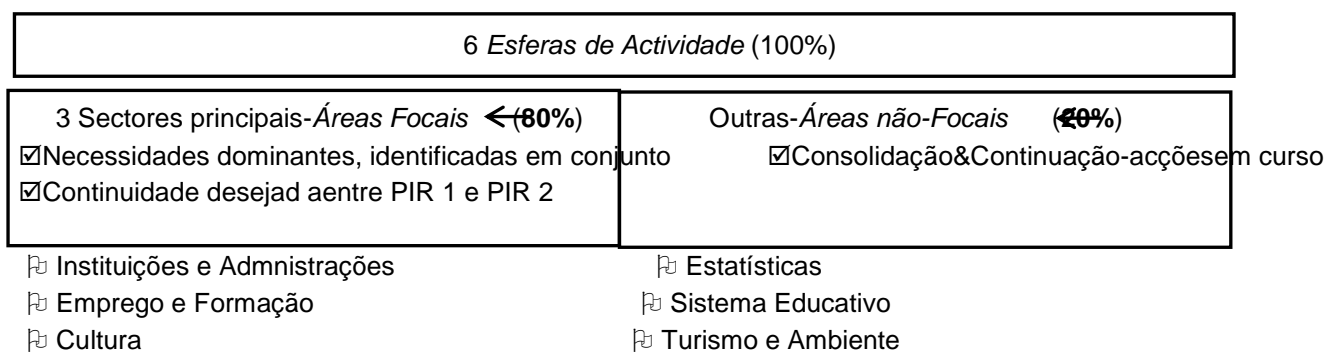 6 Esferas de Actividade (100%)
3 Sectores principais-Áreas Focais (80%)
☑Necessidades dominantes, identificadas em conjunto
☑Continuidade desejad aentre PIR 1 e PIR 2
Outras-Áreas não-Focais (20%)
☑Consolidação&Continuação-acçõesem curso
Instituições e Admnistrações
Emprego e Formação
Cultura
Estatísticas
Sistema Educativo
Turismo e Ambiente